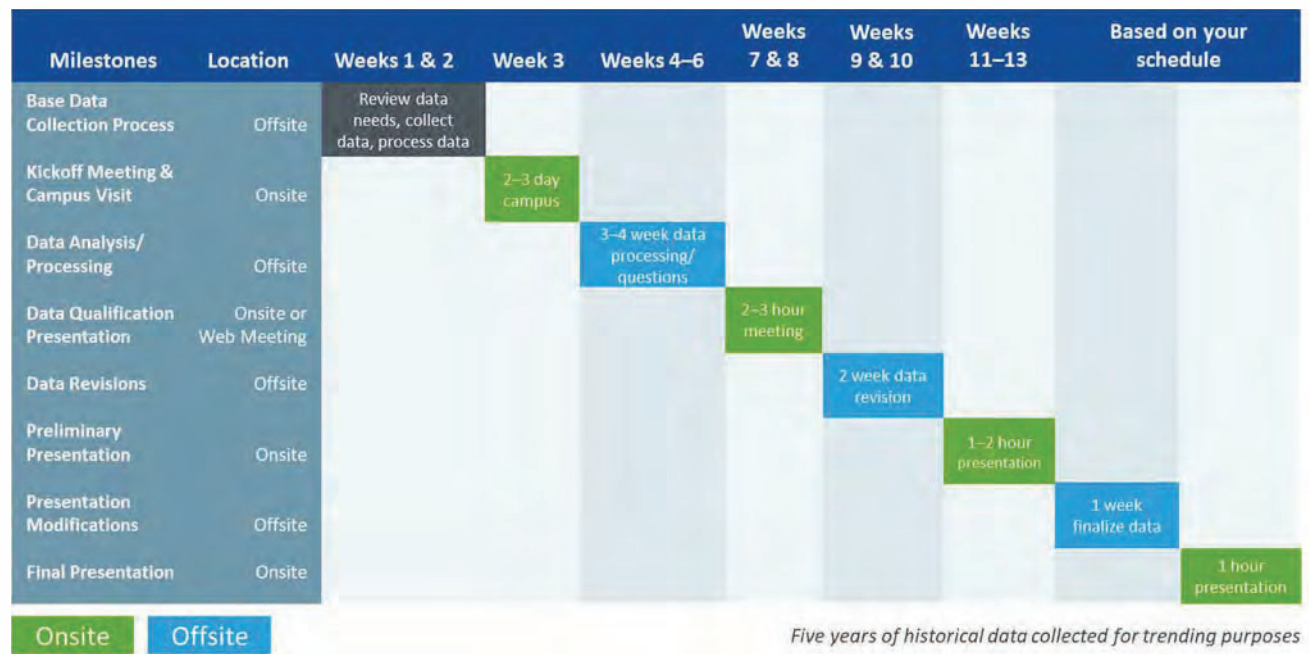 Milestones
Location
Weeks 1 & 2
Week 3
Weeks 4–6
Weeks
7 & 8
Weeks
9 & 10
Weeks
11–13
Based on your
schedule
Base Data
Collection Process
Offsite
Review data
needs, collect
data, process data
Kickoff Meeting &
Campus Visit
Onsite
2–3 day
campus
Data Analysis/
Processing
Offsite
3–4 week data
processing/
questions
Data Qualification
Presentation
Onsite or
Web Meeting
2–3 hour
meeting
Data Revisions
Offsite
2 week data
revision
Preliminary
Presentation
Onsite
1–2 hour
presentation
Presentation
Modifications
Offsite
1 week
finalize data
Final Presentation
Onsite
1 hour
presentation
Onsite
Offsite
Five years of historical data collected for trending purposes